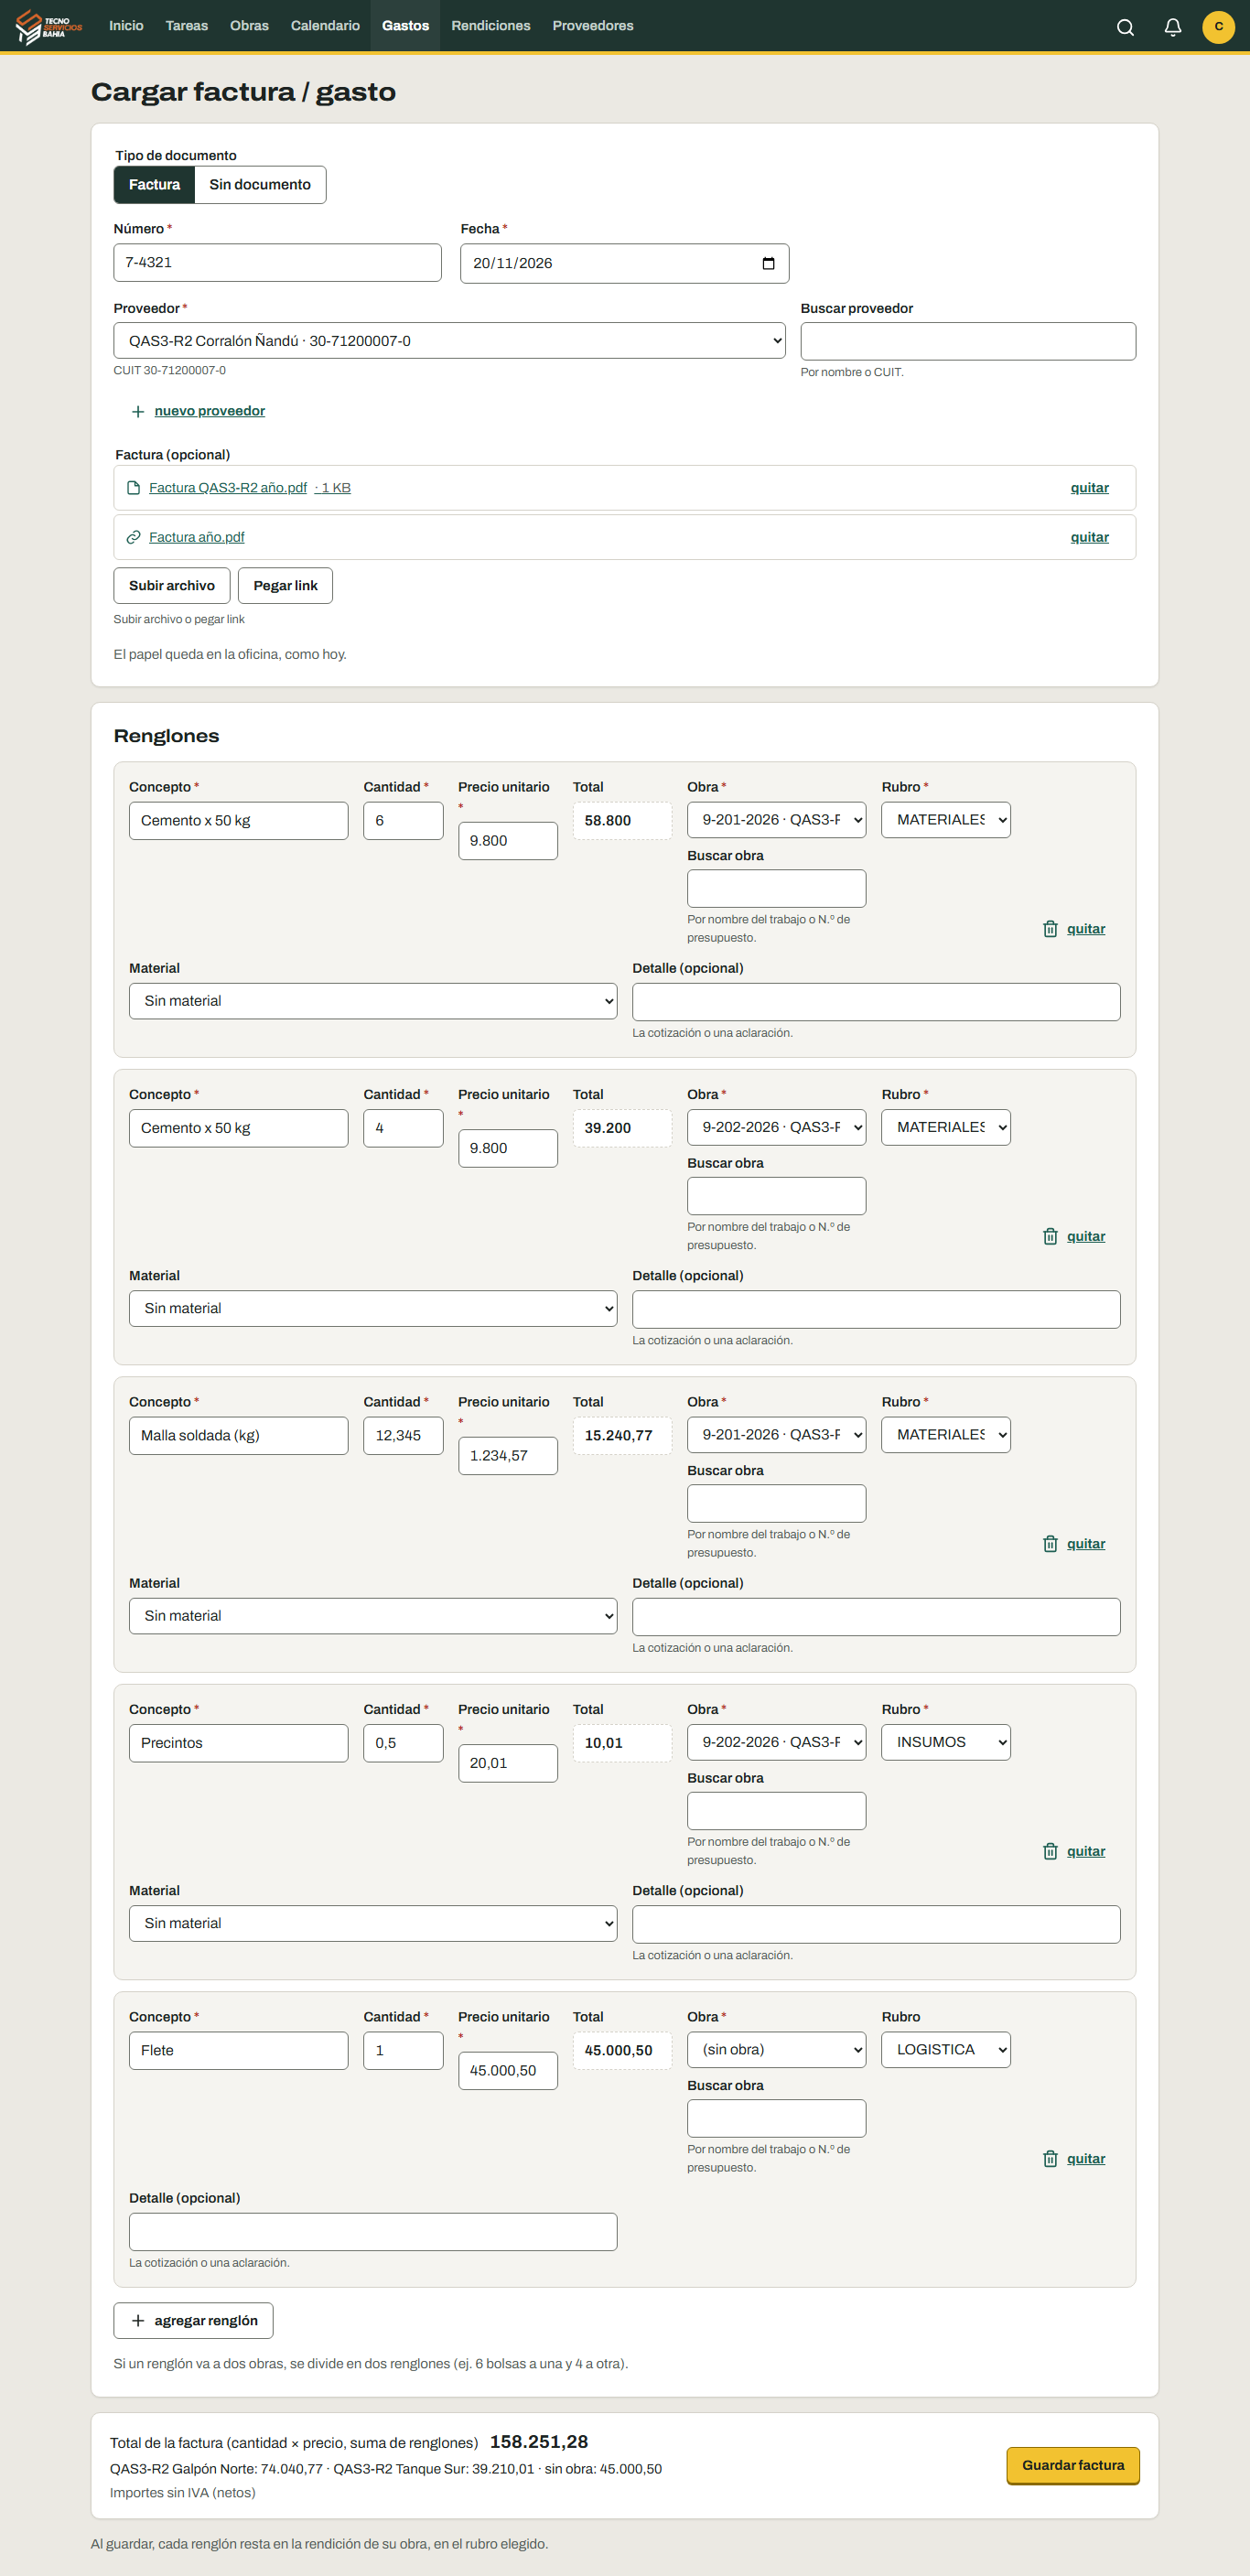 TECNO SERVICIOS BAHIA
Inicio Tareas Obras Calendario Gastos Rendiciones Proveedores C
Cargar factura / gasto
Tipo de documento
Factura Sin documento
Número * Fecha *
7-4321 20/11/2026
Proveedor * Buscar proveedor
QAS3-R2 Corralón Ñandú · 30-71200007-0
CUIT 30-71200007-0 Por nombre o CUIT.
nuevo proveedor
Factura (opcional)
Factura QAS3-R2 año.pdf · 1 KB quitar
Factura año.pdf quitar
Subir archivo Pegar link
Subir archivo o pegar link
El papel queda en la oficina, como hoy.
Renglones
Concepto * Cantidad * Precio unitario * Total Obra * Rubro *
Cemento x 50 kg 6 9.800 58.800 9-201-2026 · QAS3-F MATERIALES
Buscar obra
Por nombre del trabajo o N.º de
presupuesto.
quitar
Material Detalle (opcional)
Sin material
La cotización o una aclaración.
Concepto * Cantidad * Precio unitario * Total Obra * Rubro *
Cemento x 50 kg 4 9.800 39.200 9-202-2026 · QAS3-F MATERIALES
Buscar obra
Por nombre del trabajo o N.º de
presupuesto.
quitar
Material Detalle (opcional)
Sin material
La cotización o una aclaración.
Concepto * Cantidad * Precio unitario * Total Obra * Rubro *
Malla soldada (kg) 12,345 1.234,57 15.240,77 9-201-2026 · QAS3-F MATERIALES
Buscar obra
Por nombre del trabajo o N.º de
presupuesto.
quitar
Material Detalle (opcional)
Sin material
La cotización o una aclaración.
Concepto * Cantidad * Precio unitario * Total Obra * Rubro *
Precintos 0,5 20,01 10,01 9-202-2026 · QAS3-F INSUMOS
Buscar obra
Por nombre del trabajo o N.º de
presupuesto.
quitar
Material Detalle (opcional)
Sin material
La cotización o una aclaración.
Concepto * Cantidad * Precio unitario * Total Obra * Rubro
Flete 1 45.000,50 45.000,50 (sin obra) LOGISTICA
Buscar obra
Por nombre del trabajo o N.º de
presupuesto.
quitar
Detalle (opcional)
La cotización o una aclaración.
agregar renglón
Si un renglón va a dos obras, se divide en dos renglones (ej. 6 bolsas a una y 4 a otra).
Total de la factura (cantidad × precio, suma de renglones) 158.251,28
QAS3-R2 Galpón Norte: 74.040,77 · QAS3-R2 Tanque Sur: 39.210,01 · sin obra: 45.000,50
Importes sin IVA (netos)
Guardar factura
Al guardar, cada renglón resta en la rendición de su obra, en el rubro elegido.